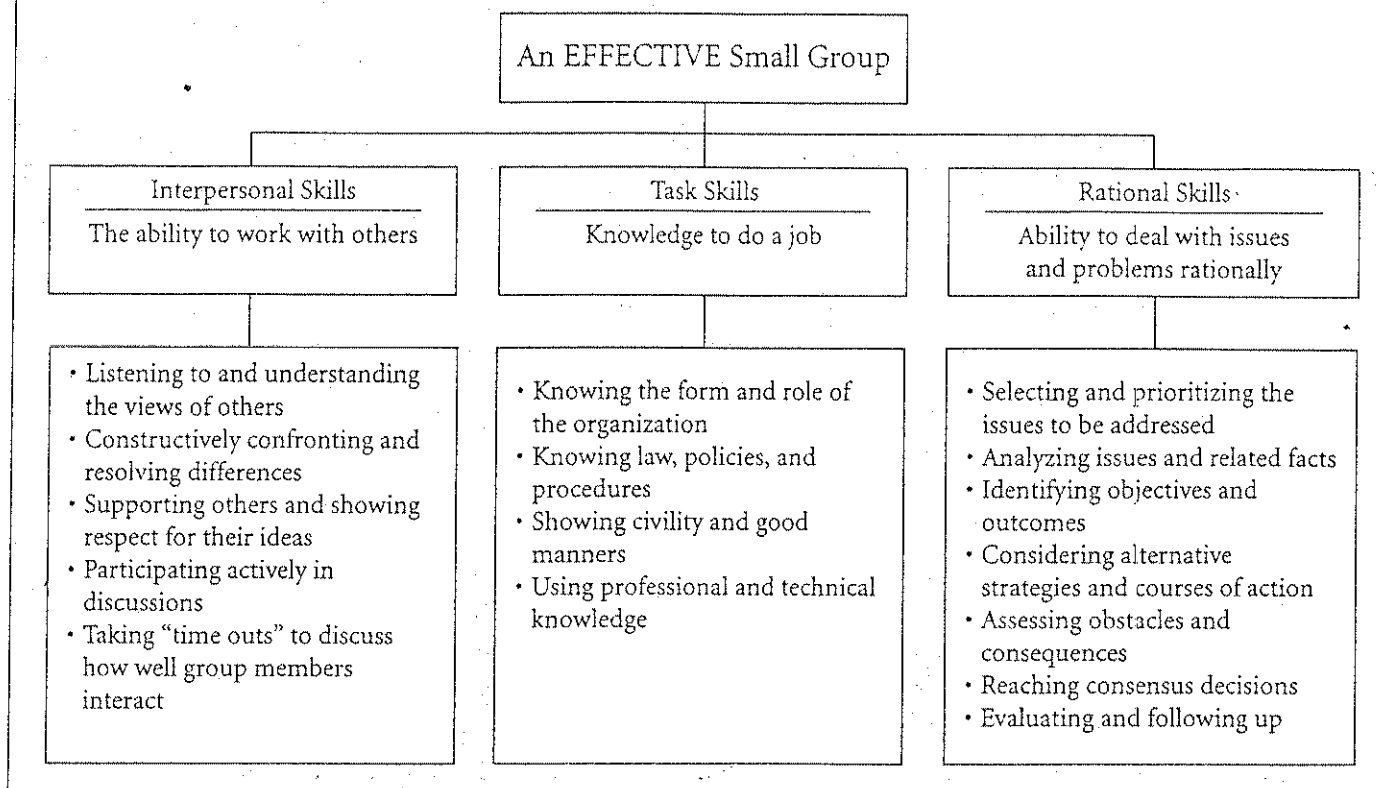 An EFFECTIVE Small Group
Interpersonal Skills
The ability to work with others
Task Skills
Knowledge to do a job
Rational Skills
Ability to deal with issues
and problems rationally
• Listening to and understanding
the views of others
• Constructively confronting and
resolving differences
• Supporting others and showing
respect for their ideas
• Participating actively in
discussions
• Taking “time outs” to discuss
how well group members
interact
• Knowing the form and role of
the organization
• Knowing law, policies, and
procedures
• Showing civility and good
manners
• Using professional and technical
knowledge
• Selecting and prioritizing the
issues to be addressed
• Analyzing issues and related facts
• Identifying objectives and
outcomes
• Considering alternative
strategies and courses of action
• Assessing obstacles and
consequences
• Reaching consensus decisions
• Evaluating and following up